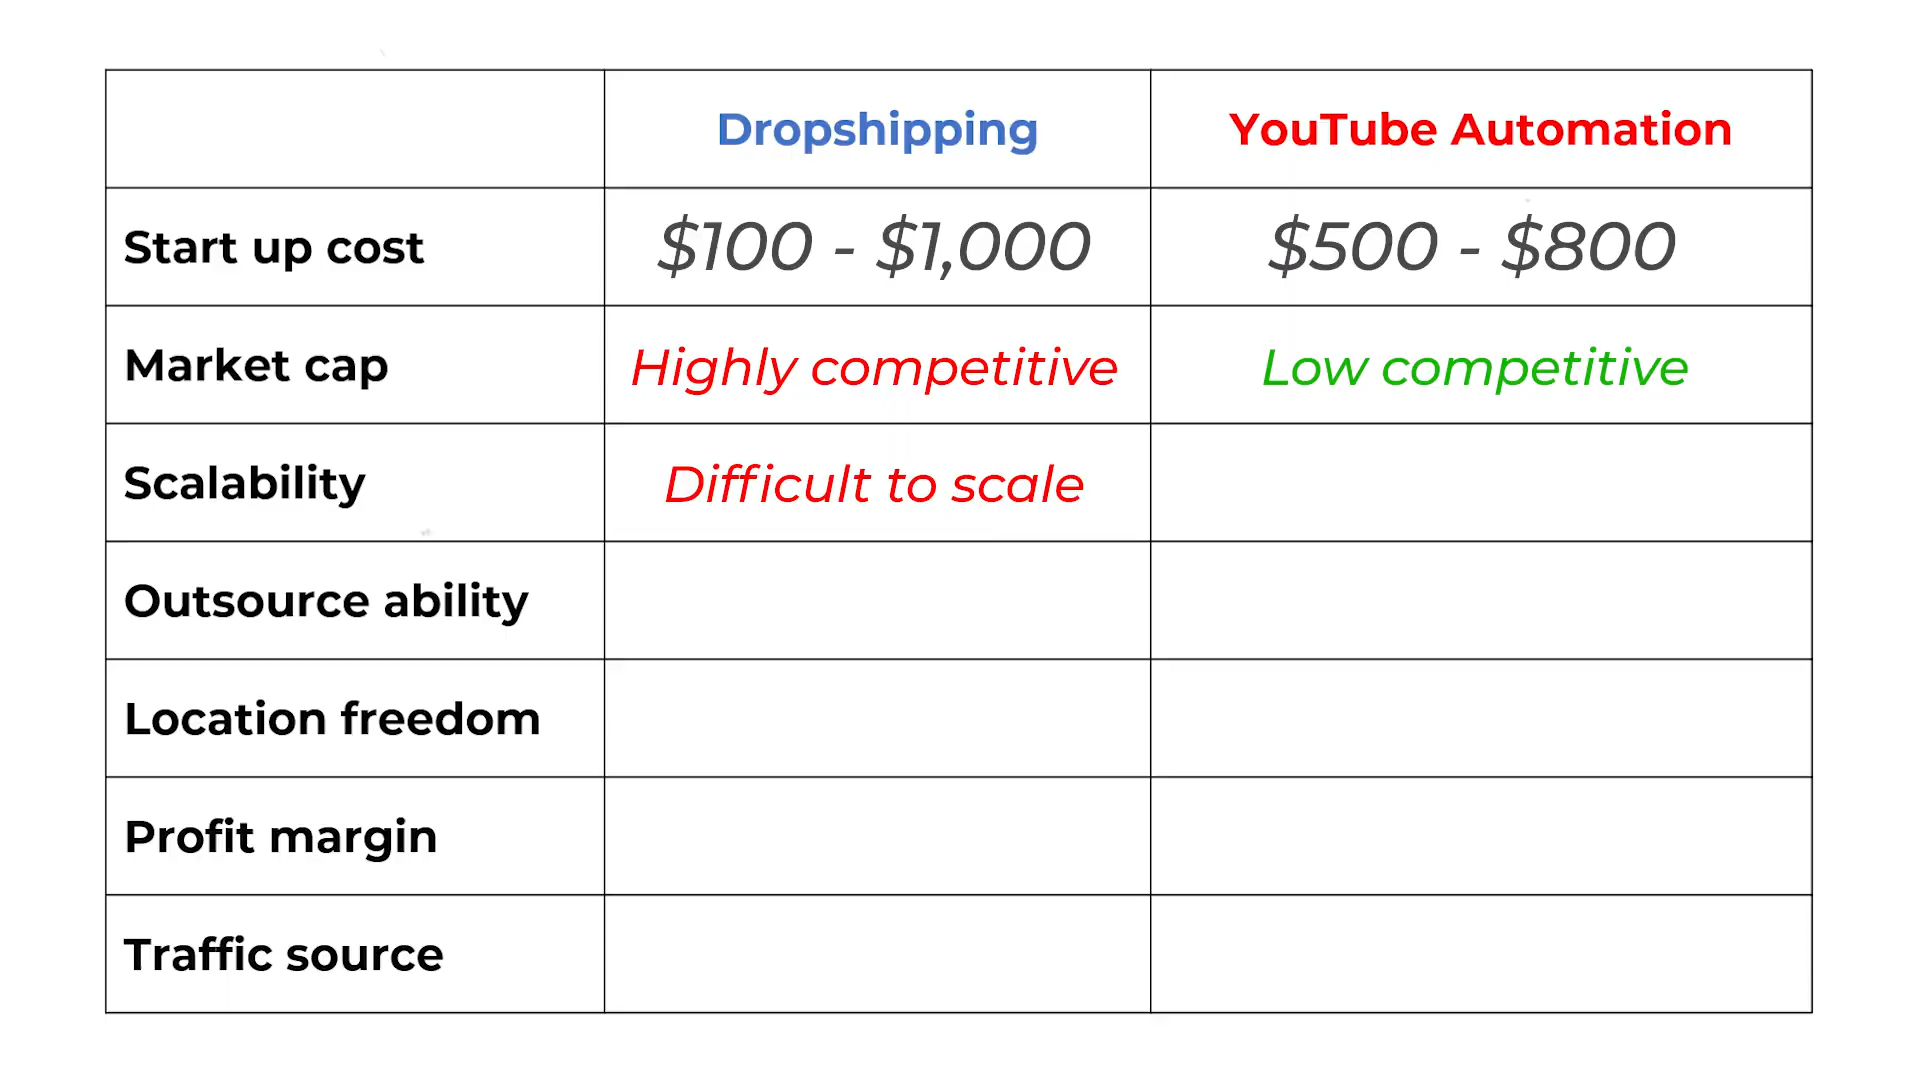 Dropshipping YouTube Automation
Start up cost $100 - $1,000 $500 - $800
Market cap Highly competitive Low competitive
Scalability Difficult to scale
Outsource ability
Location freedom
Profit margin
Traffic source